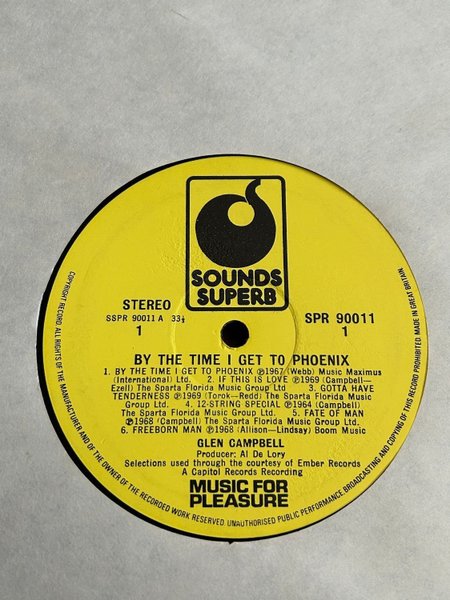 SOUNDS
SUPERB
STEREO
SSPR 90011 A 33⅓
1
SPR 90011
1
BY THE TIME I GET TO PHOENIX
1. BY THE TIME I GET TO PHOENIX ℗1967 (Webb) Music Maximus
(International) Ltd. 2. IF THIS IS LOVE ℗1969 (Campbell—
Ezell) The Sparta Florida Music Group Ltd. 3. GOTTA HAVE
TENDERNESS ℗1969 (Torok—Redd) The Sparta Florida Music
Group Ltd. 4. 12-STRING SPECIAL ℗1964 (Campbell)
The Sparta Florida Music Group Ltd. 5. FATE OF MAN
℗1968 (Campbell) The Sparta Florida Music Group Ltd.
6. FREEBORN MAN ℗1968 (Allison—Lindsay) Boom Music
GLEN CAMPBELL
Producer: Al De Lory
Selections used through the courtesy of Ember Records
A Capitol Records Recording
MUSIC FOR
PLEASURE
COPYRIGHT RECORD ALL RIGHTS OF THE MANUFACTURER AND OF THE OWNER OF THE RECORDED WORK RESERVED. UNAUTHORISED PUBLIC PERFORMANCE, BROADCASTING AND COPYING OF THIS RECORD PROHIBITED. MADE IN GREAT BRITAIN.